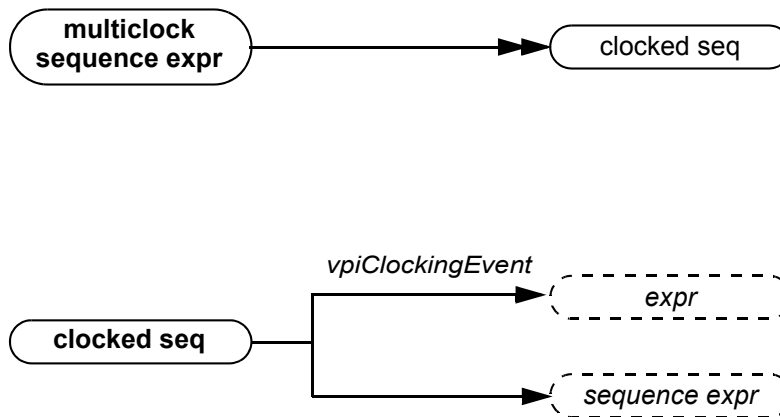 multiclock
sequence expr
clocked seq
vpiClockingEvent
expr
clocked seq
sequence expr